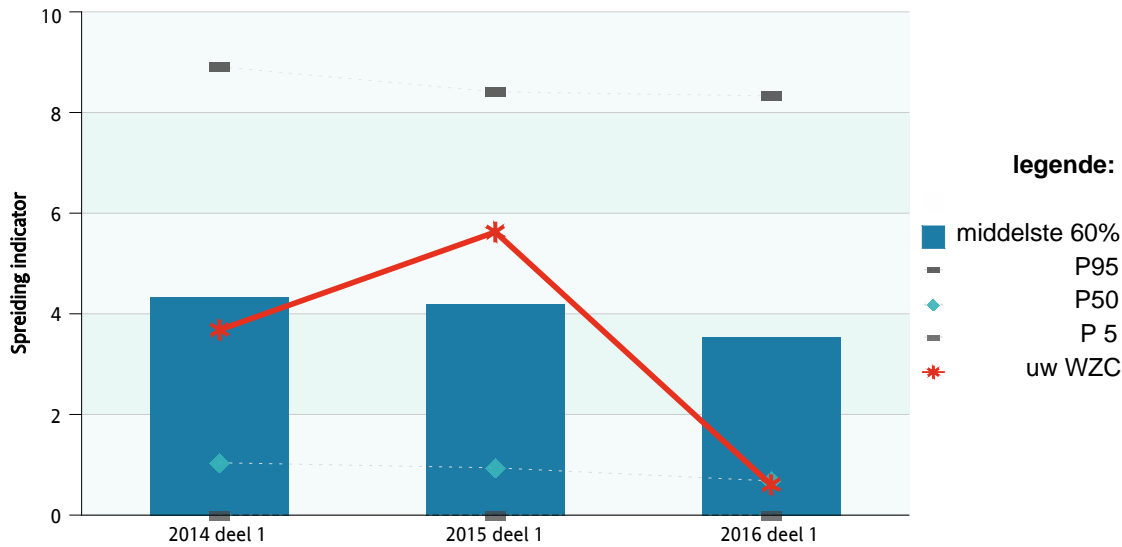 10
8
6
4
2
0
Spreiding indicator
2014 deel 1
2015 deel 1
2016 deel 1
legende:
middelste 60%
P95
P50
P 5
uw WZC